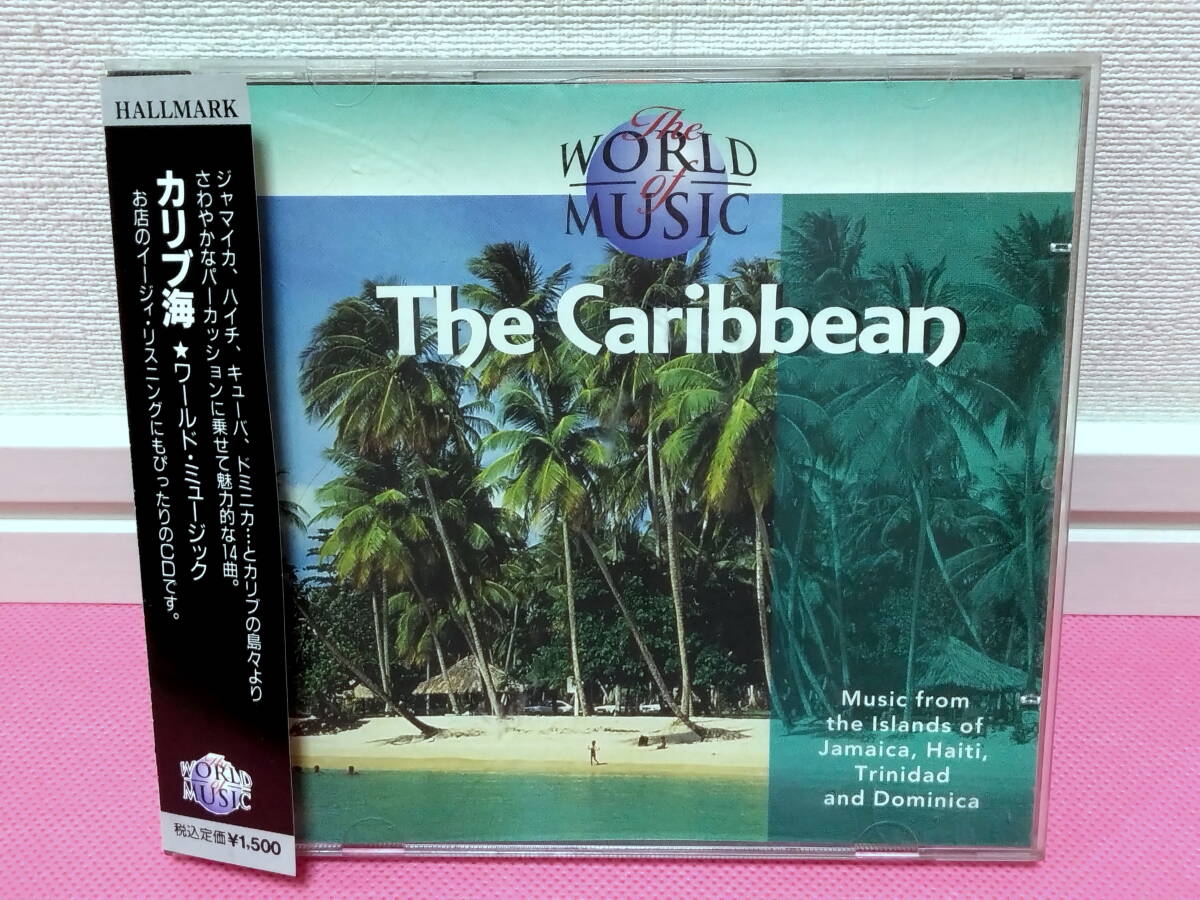 HALLMARK
ジャマイカ、ハイチ、キューバ、ドミニカ…とカリブの島々より
さわやかなパーカッションに乗せて魅力的な14曲。
カリブ海★ワールド・ミュージック
お店のイージィ・リスニングにもぴったりのCDです。
The
WORLD
of
MUSIC
税込定価¥1,500
The
WORLD
of
MUSIC
The Caribbean
Music from
the Islands of
Jamaica, Haiti,
Trinidad
and Dominica